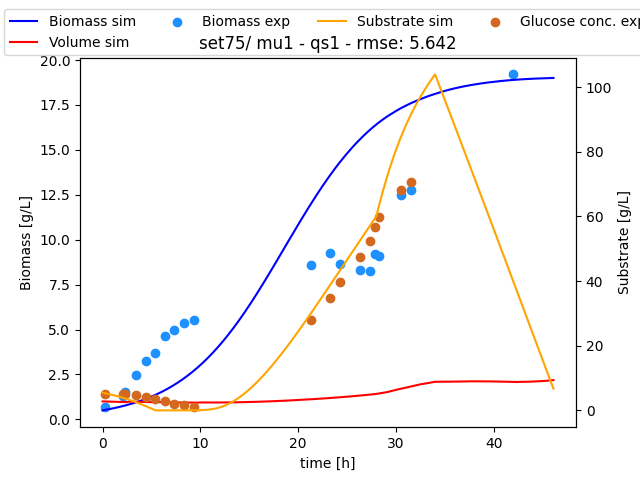 Biomass sim Biomass exp Substrate sim Glucose conc. exp
Volume sim
set75/ mu1 - qs1 - rmse: 5.642
20.0
17.5
15.0
12.5
10.0
7.5
5.0
2.5
0.0
Biomass [g/L]
0 10 20 30 40
time [h]
100
80
60
40
20
0
Substrate [g/L]